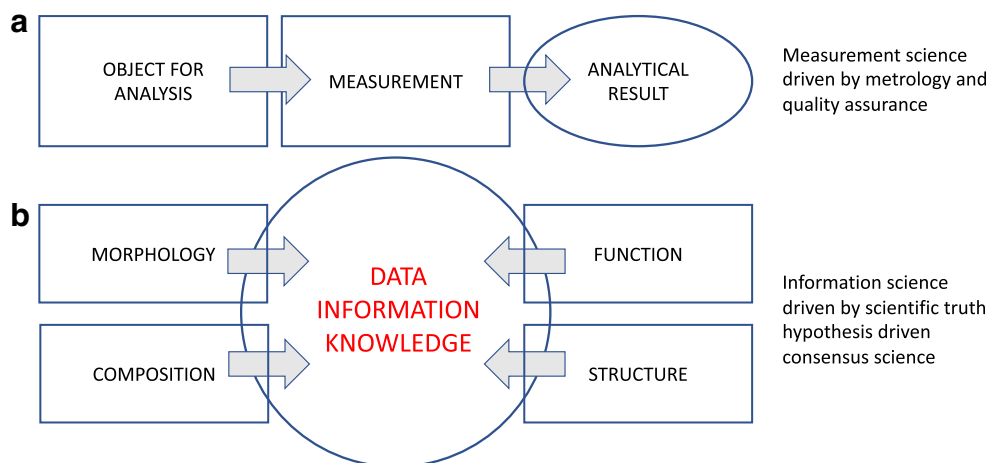 a
OBJECT FOR
ANALYSIS
MEASUREMENT
ANALYTICAL
RESULT
Measurement science
driven by metrology and
quality assurance
b
MORPHOLOGY
COMPOSITION
DATA
INFORMATION
KNOWLEDGE
FUNCTION
STRUCTURE
Information science
driven by scientific truth
hypothesis driven
consensus science